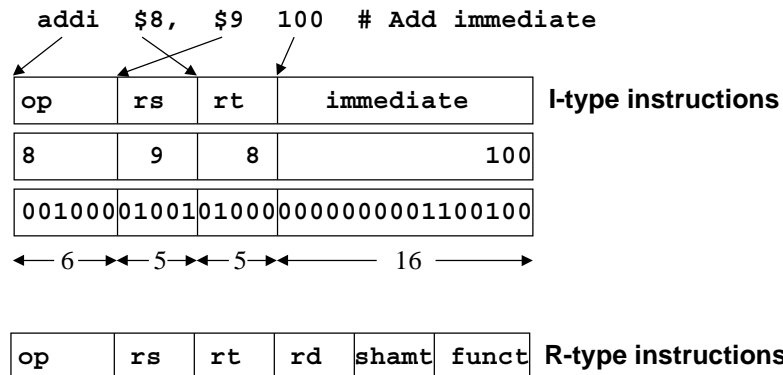 addi $8, $9 100 # Add immediate
op rs rt immediate I-type instructions
8 9 8 100
001000 01001 01000 0000000001100100
6 5 5 16
op rs rt rd shamt funct R-type instructions